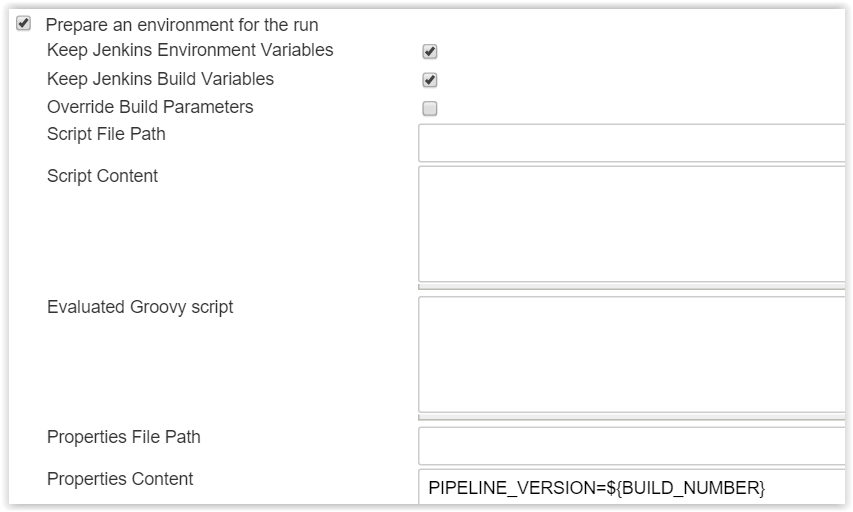 Prepare an environment for the run
Keep Jenkins Environment Variables
Keep Jenkins Build Variables
Override Build Parameters
Script File Path
Script Content
Evaluated Groovy script
Properties File Path
Properties Content
PIPELINE_VERSION=${BUILD_NUMBER}